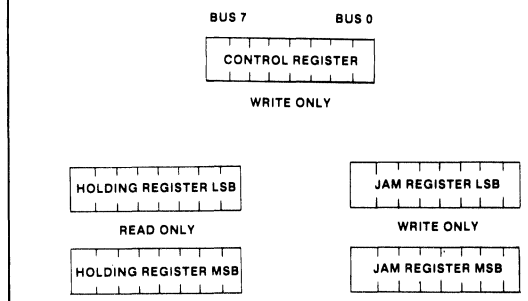 BUS 7 BUS 0
CONTROL REGISTER
WRITE ONLY
HOLDING REGISTER LSB JAM REGISTER LSB
READ ONLY WRITE ONLY
HOLDING REGISTER MSB JAM REGISTER MSB